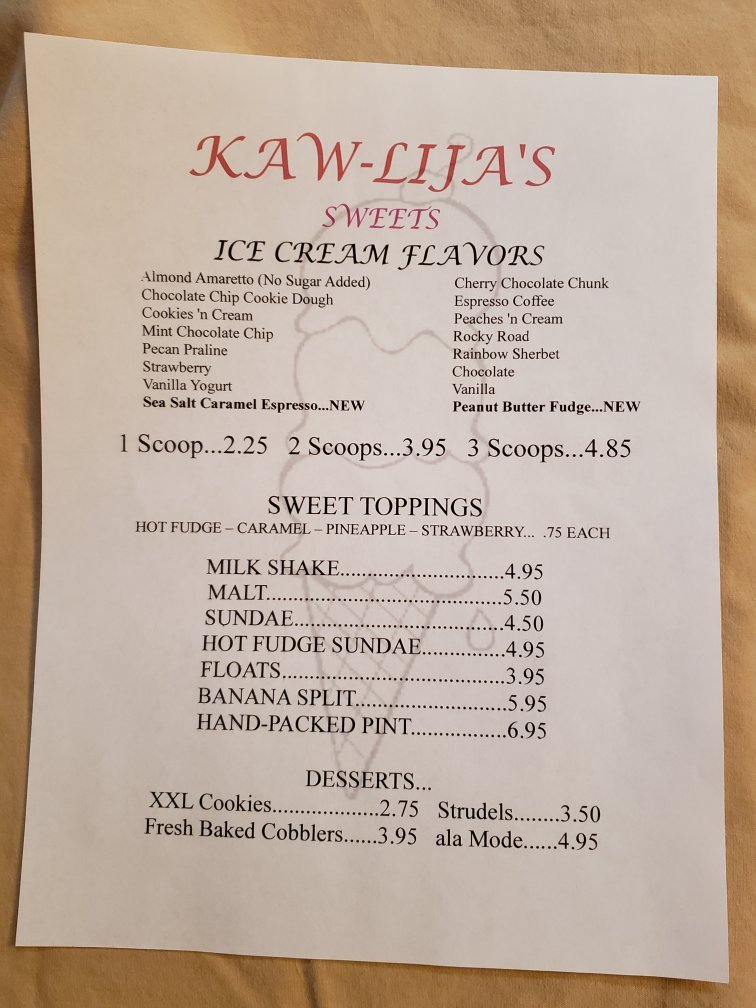 KAW-LIJA'S
SWEETS
ICE CREAM FLAVORS
Almond Amaretto (No Sugar Added) Cherry Chocolate Chunk
Chocolate Chip Cookie Dough Espresso Coffee
Cookies 'n Cream Peaches 'n Cream
Mint Chocolate Chip Rocky Road
Pecan Praline Rainbow Sherbet
Strawberry Chocolate
Vanilla Yogurt Vanilla
Sea Salt Caramel Espresso...NEW Peanut Butter Fudge...NEW
1 Scoop...2.25 2 Scoops...3.95 3 Scoops...4.85
SWEET TOPPINGS
HOT FUDGE – CARAMEL – PINEAPPLE – STRAWBERRY... .75 EACH
MILK SHAKE............................4.95
MALT........................................5.50
SUNDAE....................................4.50
HOT FUDGE SUNDAE..............4.95
FLOATS......................................3.95
BANANA SPLIT..........................5.95
HAND-PACKED PINT.................6.95
DESSERTS...
XXL Cookies...................2.75 Strudels........3.50
Fresh Baked Cobblers......3.95 ala Mode......4.95